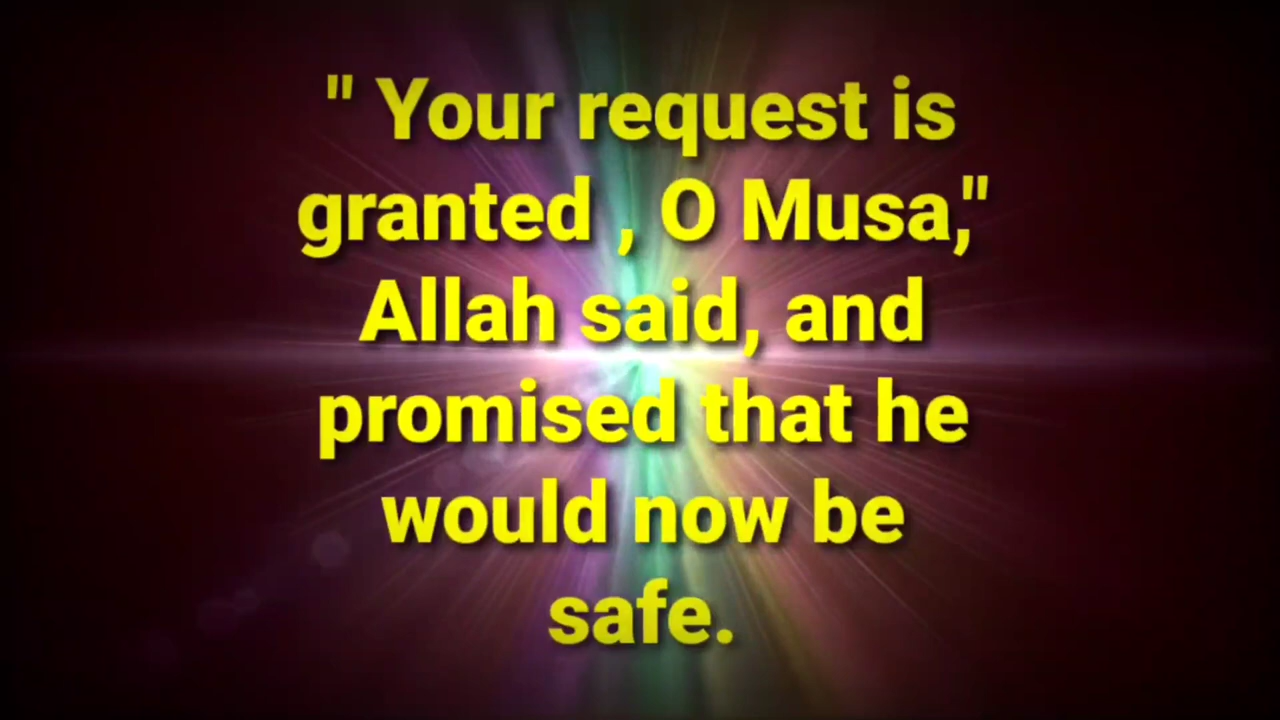 " Your request is
granted , O Musa,"
Allah said, and
promised that he
would now be
safe.